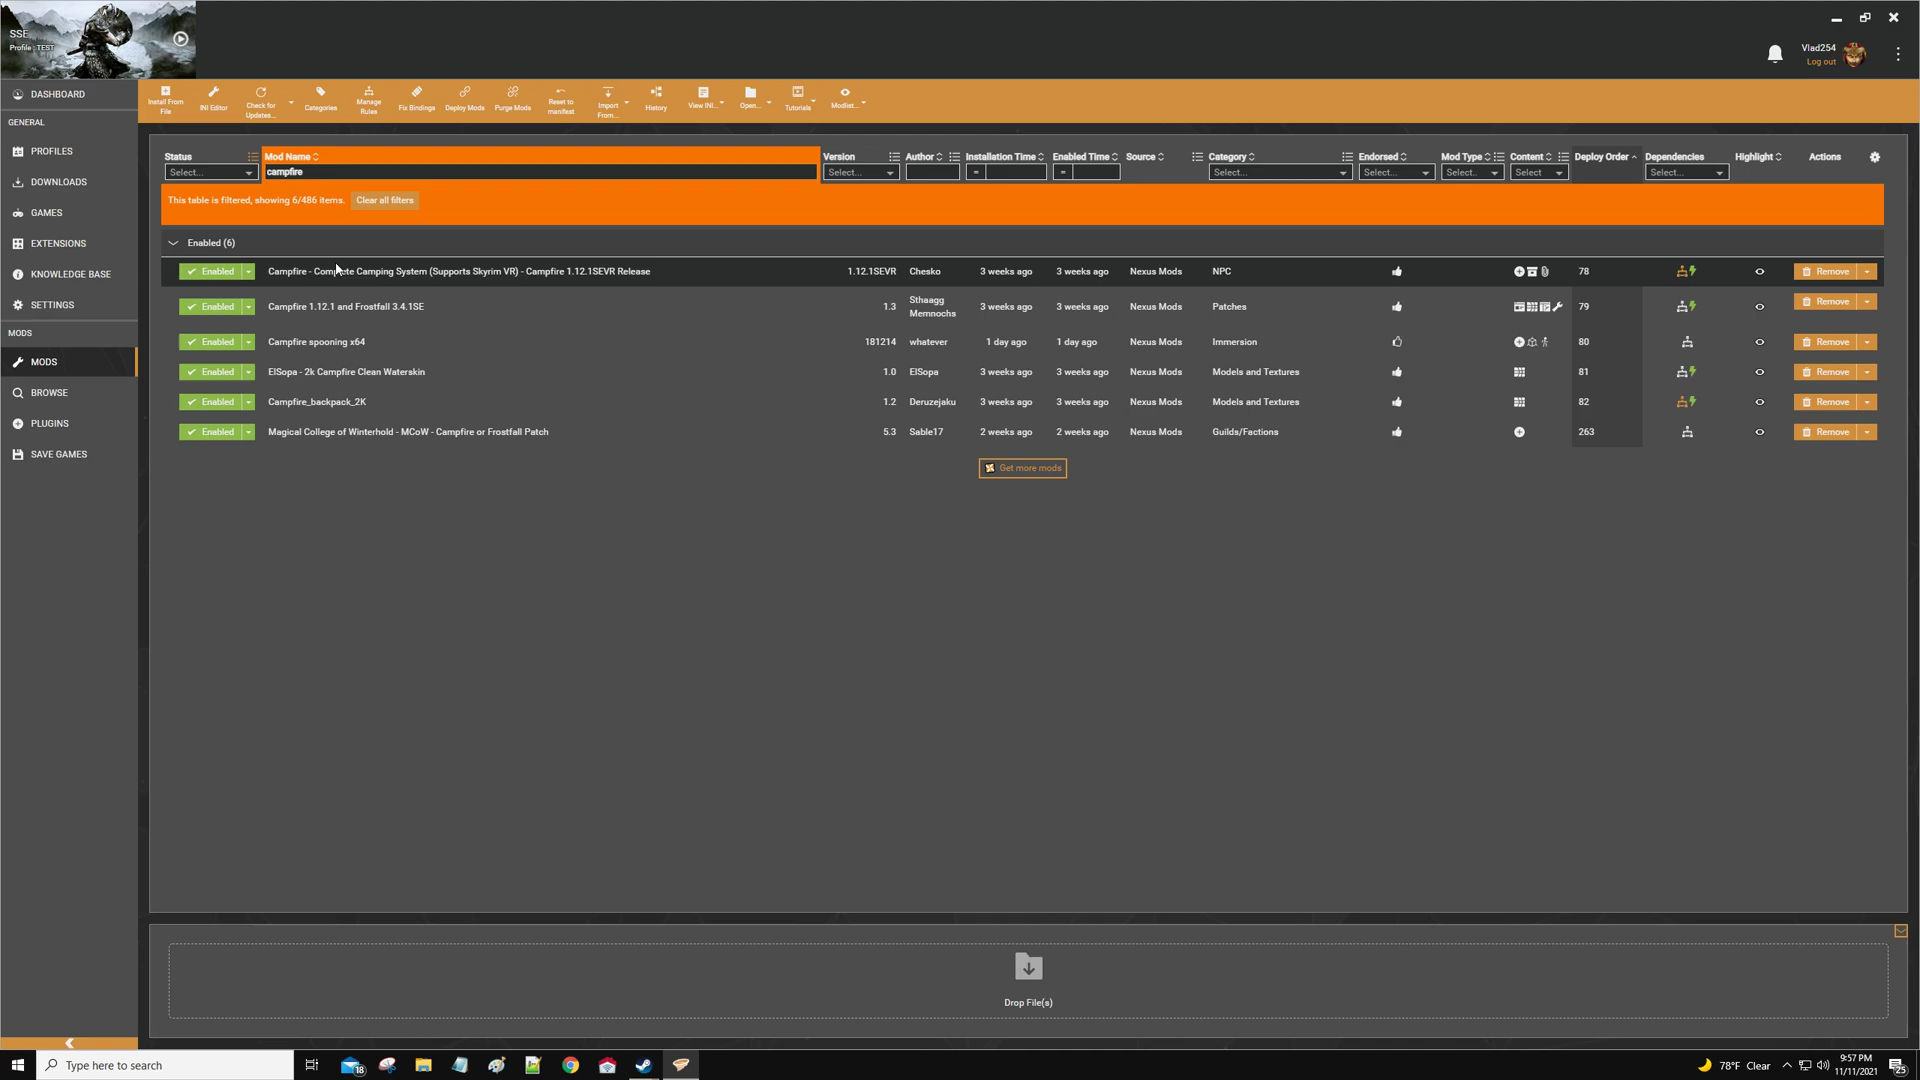 SSE
Profile : TEST
Vlad254
Log out
DASHBOARD
GENERAL
PROFILES
DOWNLOADS
GAMES
EXTENSIONS
KNOWLEDGE BASE
SETTINGS
MODS
MODS
BROWSE
PLUGINS
SAVE GAMES
Install From File
INI Editor
Check for Updates...
Categories
Manage Rules
Fix Bindings
Deploy Mods
Purge Mods
Reset to manifest
Import From...
History
View INI...
Open...
Tutorials
Modlist...
Status Mod Name Version Author Installation Time Enabled Time Source Category Endorsed Mod Type Content Deploy Order Dependencies Highlight Actions
Select... campfire Select... = = Select... Select... Select.. Select Select...
This table is filtered, showing 6/486 items. Clear all filters
Enabled (6)
Enabled Campfire - Complete Camping System (Supports Skyrim VR) - Campfire 1.12.1SEVR Release 1.12.1SEVR Chesko 3 weeks ago 3 weeks ago Nexus Mods NPC 78 Remove
Enabled Campfire 1.12.1 and Frostfall 3.4.1SE 1.3 Sthaagg Memnochs 3 weeks ago 3 weeks ago Nexus Mods Patches 79 Remove
Enabled Campfire spooning x64 181214 whatever 1 day ago 1 day ago Nexus Mods Immersion 80 Remove
Enabled ElSopa - 2k Campfire Clean Waterskin 1.0 ElSopa 3 weeks ago 3 weeks ago Nexus Mods Models and Textures 81 Remove
Enabled Campfire_backpack_2K 1.2 Deruzejaku 3 weeks ago 3 weeks ago Nexus Mods Models and Textures 82 Remove
Enabled Magical College of Winterhold - MCoW - Campfire or Frostfall Patch 5.3 Sable17 2 weeks ago 2 weeks ago Nexus Mods Guilds/Factions 263 Remove
Get more mods
Drop File(s)
Type here to search
18
78°F Clear
9:57 PM
11/11/2021
25